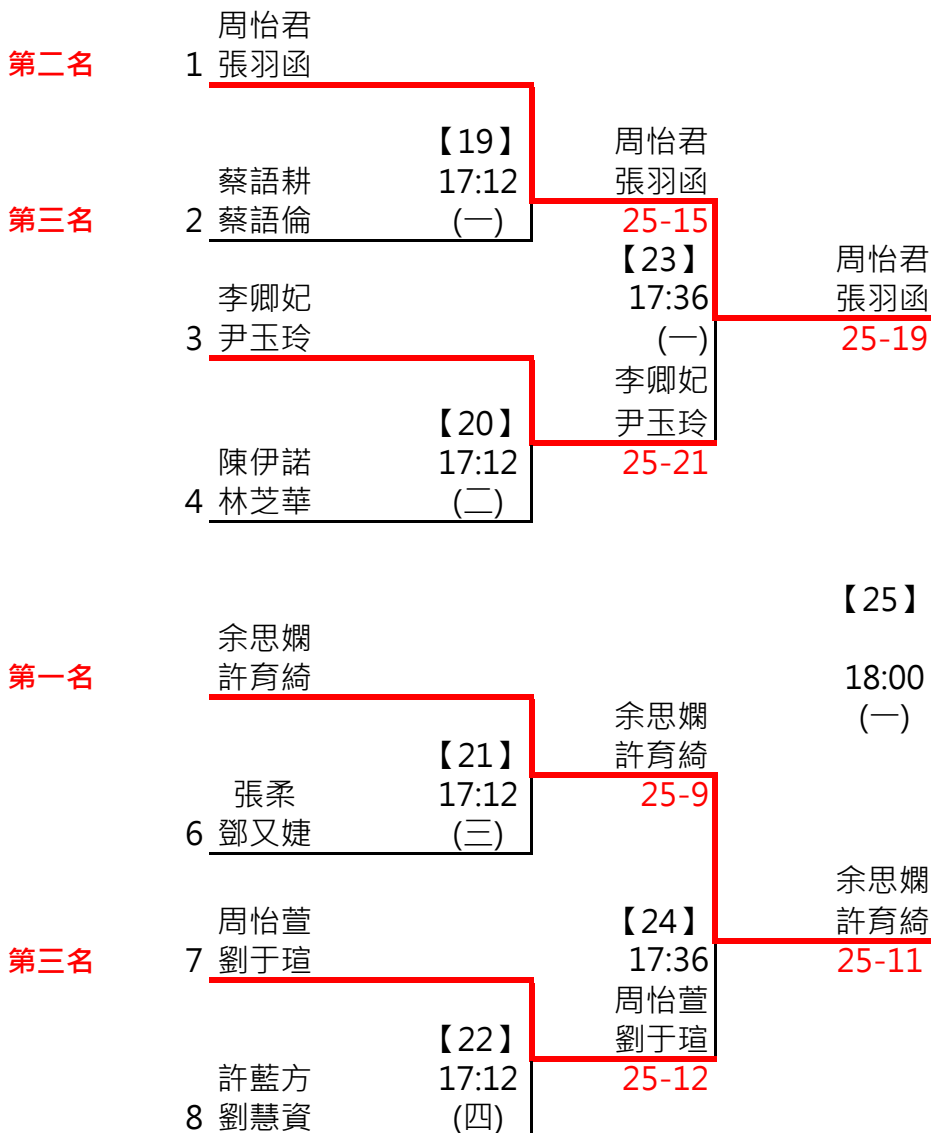 周怡君
第二名 1 張羽函
【19】 周怡君
蔡語耕 17:12 張羽函
第三名 2 蔡語倫 (一) 25-15
【23】 周怡君
李卿妃 17:36 張羽函
3 尹玉玲 (一) 25-19
李卿妃
【20】 尹玉玲
陳伊諾 17:12 25-21
4 林芝華 (二)
【25】
余思嫻
第一名 許育綺 18:00
余思嫻 (一)
【21】 許育綺
張柔 17:12 25-9
6 鄧又婕 (三)
余思嫻
周怡萱 【24】 許育綺
第三名 7 劉于瑄 17:36 25-11
周怡萱
【22】 劉于瑄
許藍方 17:12 25-12
8 劉慧資 (四)